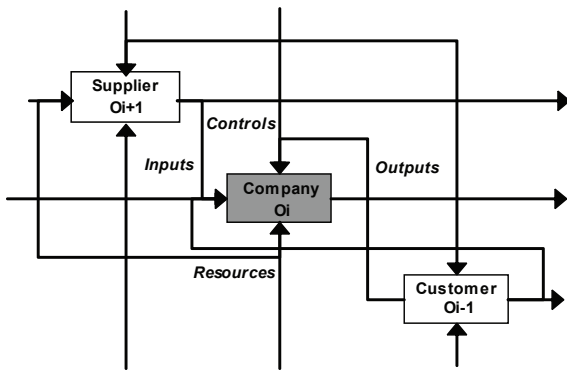 Supplier
Oi+1
Controls
Inputs
Outputs
Company
Oi
Resources
Customer
Oi-1